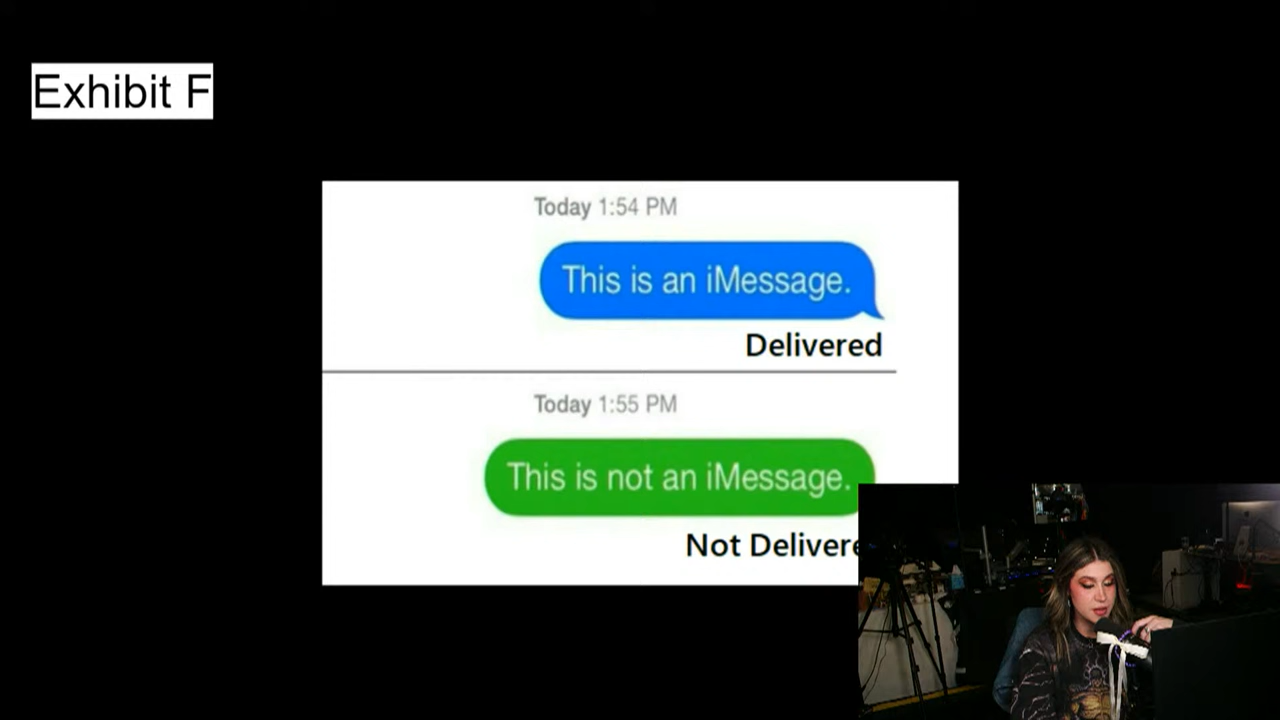 Exhibit F
Today 1:54 PM
This is an iMessage.
Delivered
Today 1:55 PM
This is not an iMessage.
Not Delivere